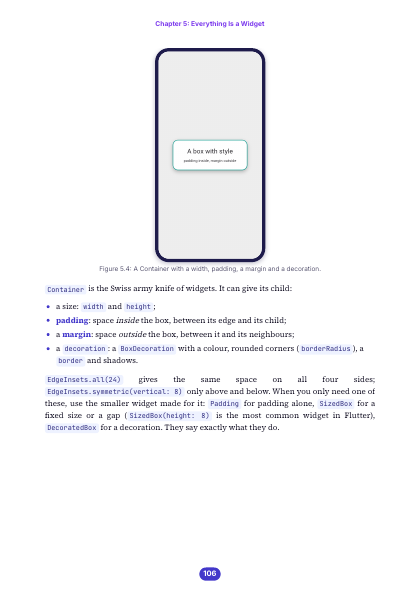 Chapter 5: Everything Is a Widget
A box with style
padding inside, margin outside
Figure 5.4: A Container with a width, padding, a margin and a decoration.
Container is the Swiss army knife of widgets. It can give its child:
• a size: width and height;
• padding: space inside the box, between its edge and its child;
• a margin: space outside the box, between it and its neighbours;
• a decoration: a BoxDecoration with a colour, rounded corners (borderRadius), a
border and shadows.
EdgeInsets.all(24) gives the same space on all four sides;
EdgeInsets.symmetric(vertical: 8) only above and below. When you only need one of
these, use the smaller widget made for it: Padding for padding alone, SizedBox for a
fixed size or a gap (SizedBox(height: 8) is the most common widget in Flutter),
DecoratedBox for a decoration. They say exactly what they do.
106